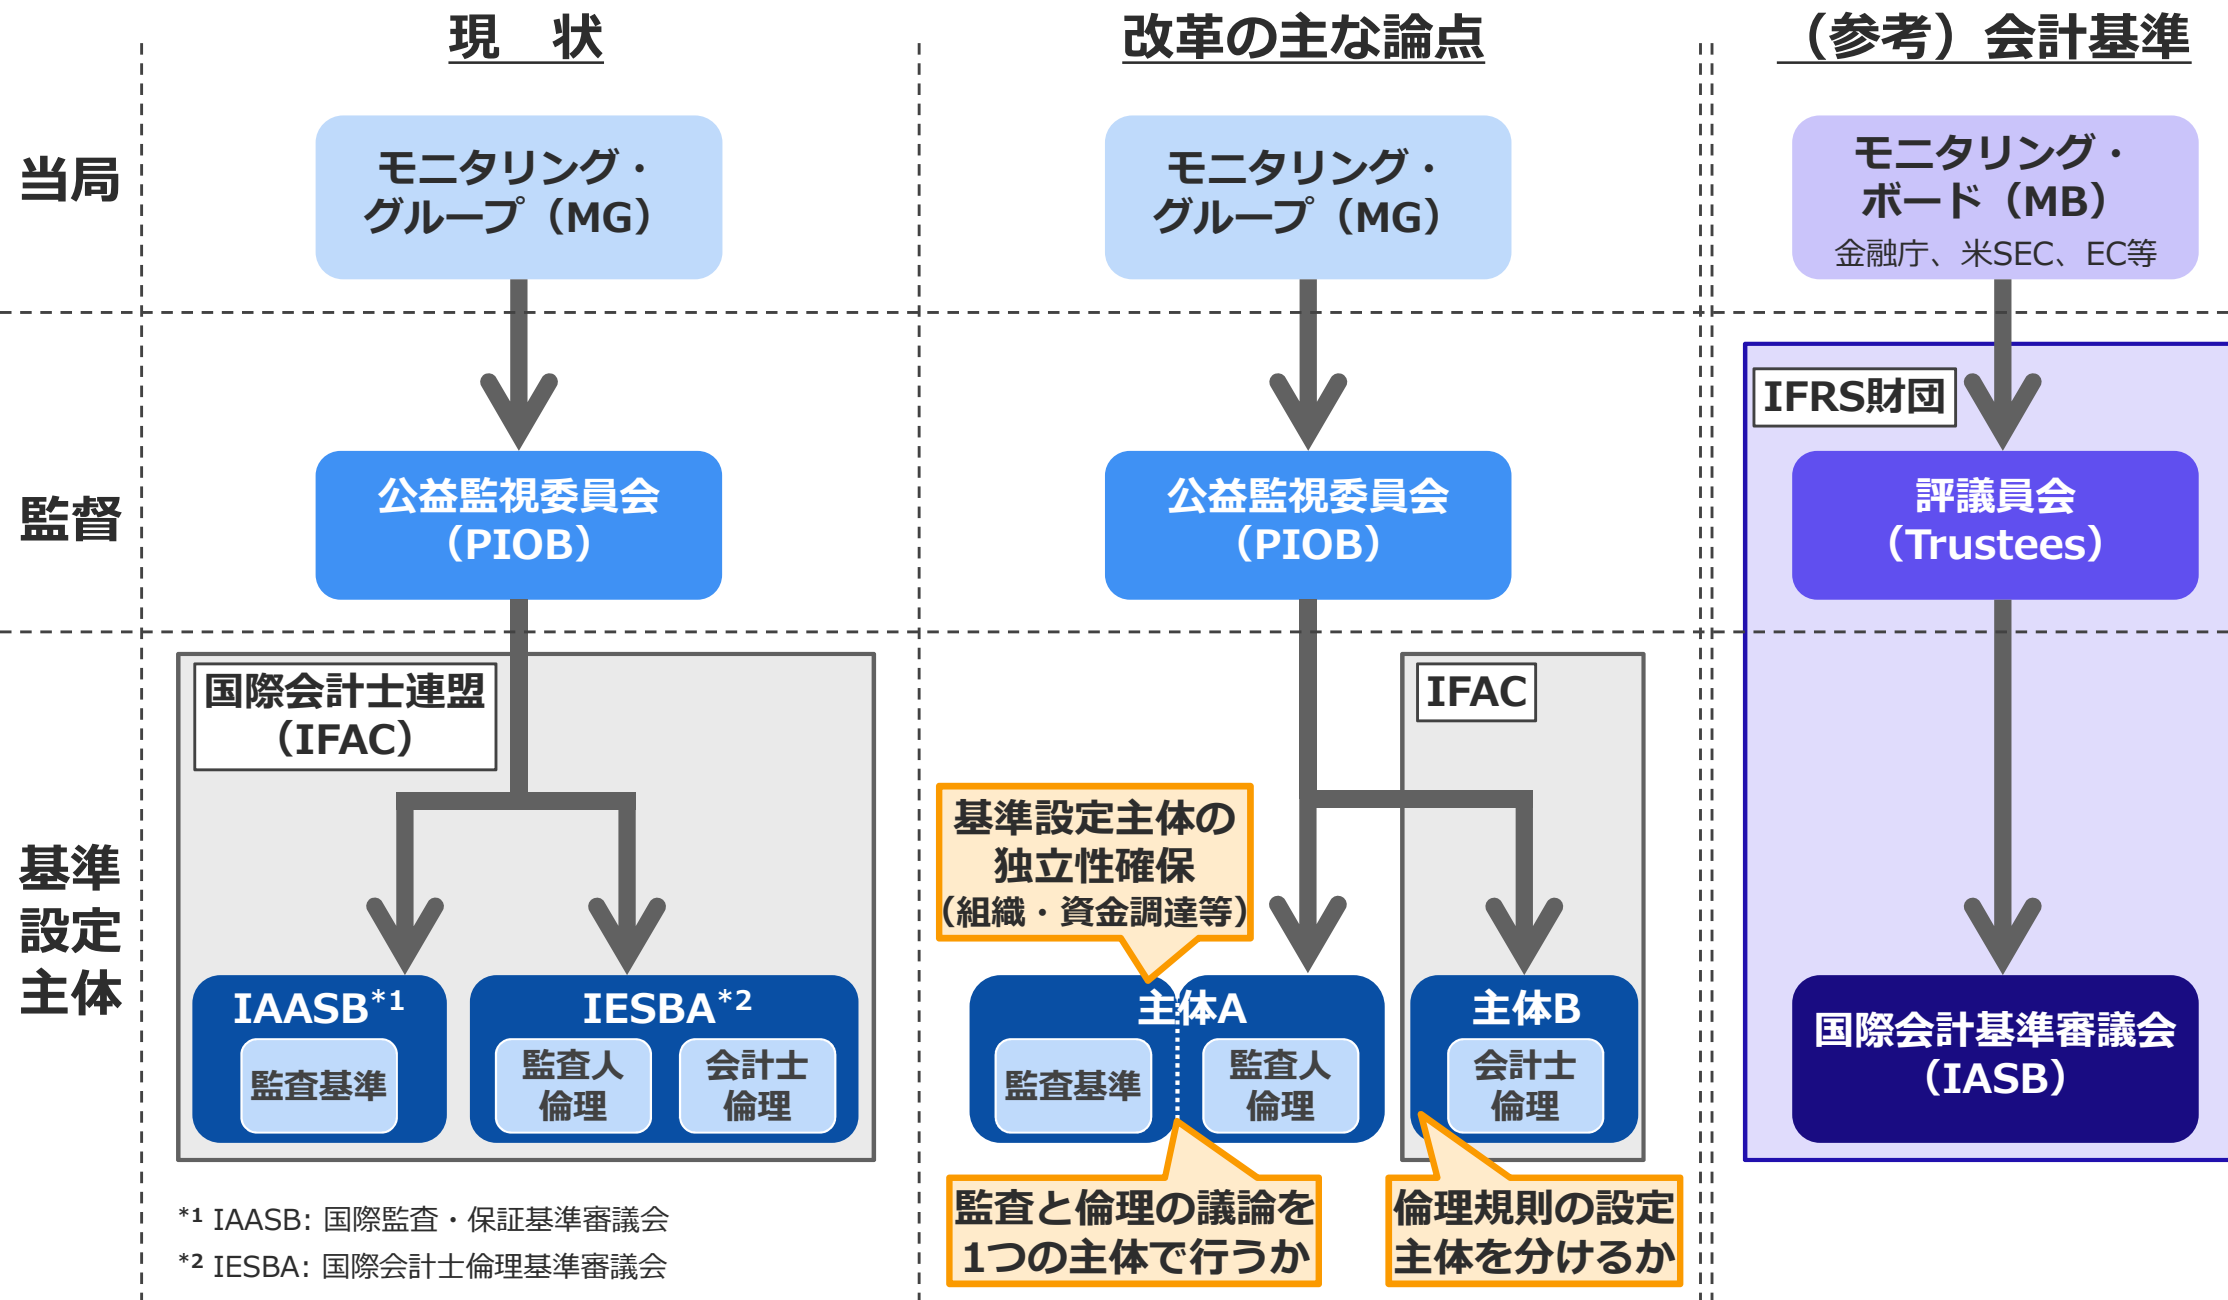 現　状
改革の主な論点
（参考）会計基準
当局
モニタリング・
グループ（MG）
モニタリング・
グループ（MG）
モニタリング・
ボード（MB）
金融庁、米SEC、EC等
監督
公益監視委員会
（PIOB）
公益監視委員会
（PIOB）
IFRS財団
評議員会
（Trustees）
基準
設定
主体
国際会計士連盟
（IFAC）
IAASB*1
監査基準
IESBA*2
監査人
倫理
会計士
倫理
*1 IAASB: 国際監査・保証基準審議会
*2 IESBA: 国際会計士倫理基準審議会
IFAC
基準設定主体の
独立性確保
（組織・資金調達等）
主体A
監査基準
監査人
倫理
主体B
会計士
倫理
監査と倫理の議論を
1つの主体で行うか
倫理規則の設定
主体を分けるか
国際会計基準審議会
（IASB）